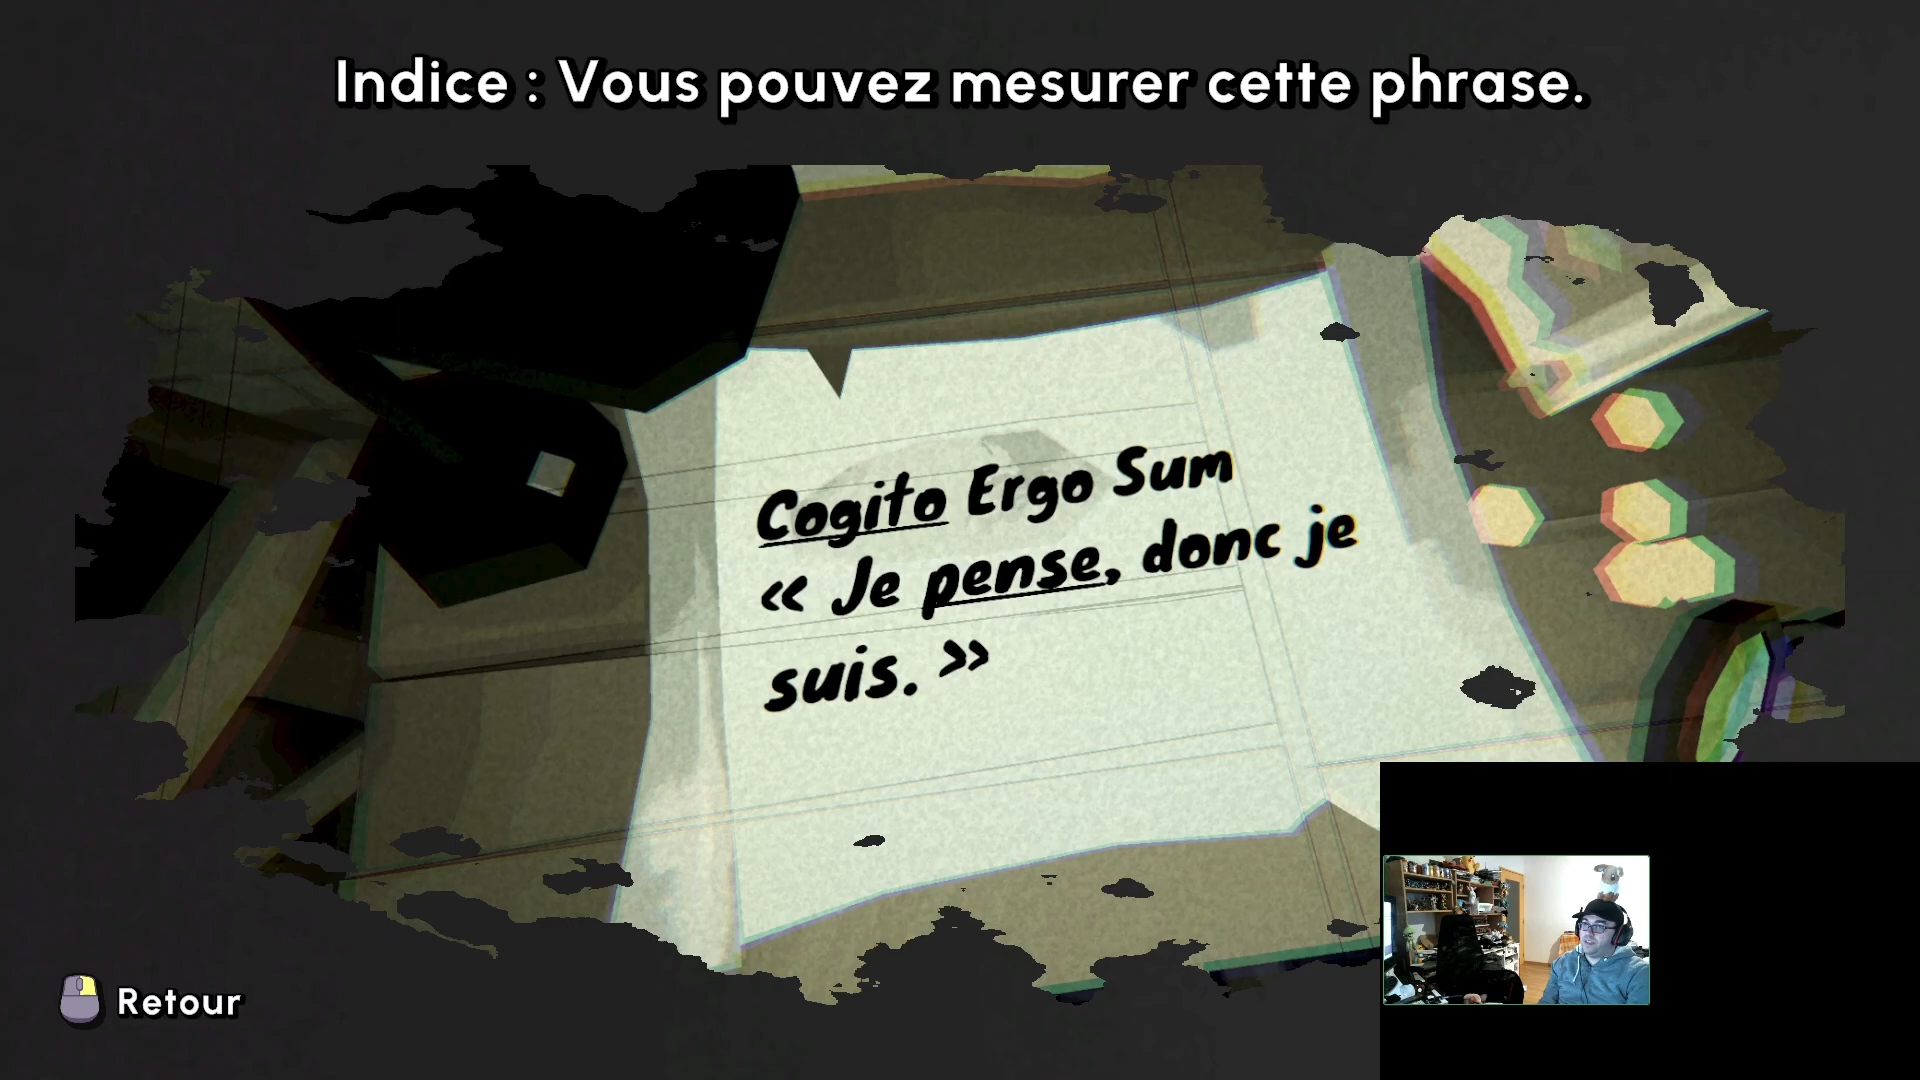 Indice : Vous pouvez mesurer cette phrase.
Cogito Ergo Sum
« Je pense, donc je
suis. »
Retour